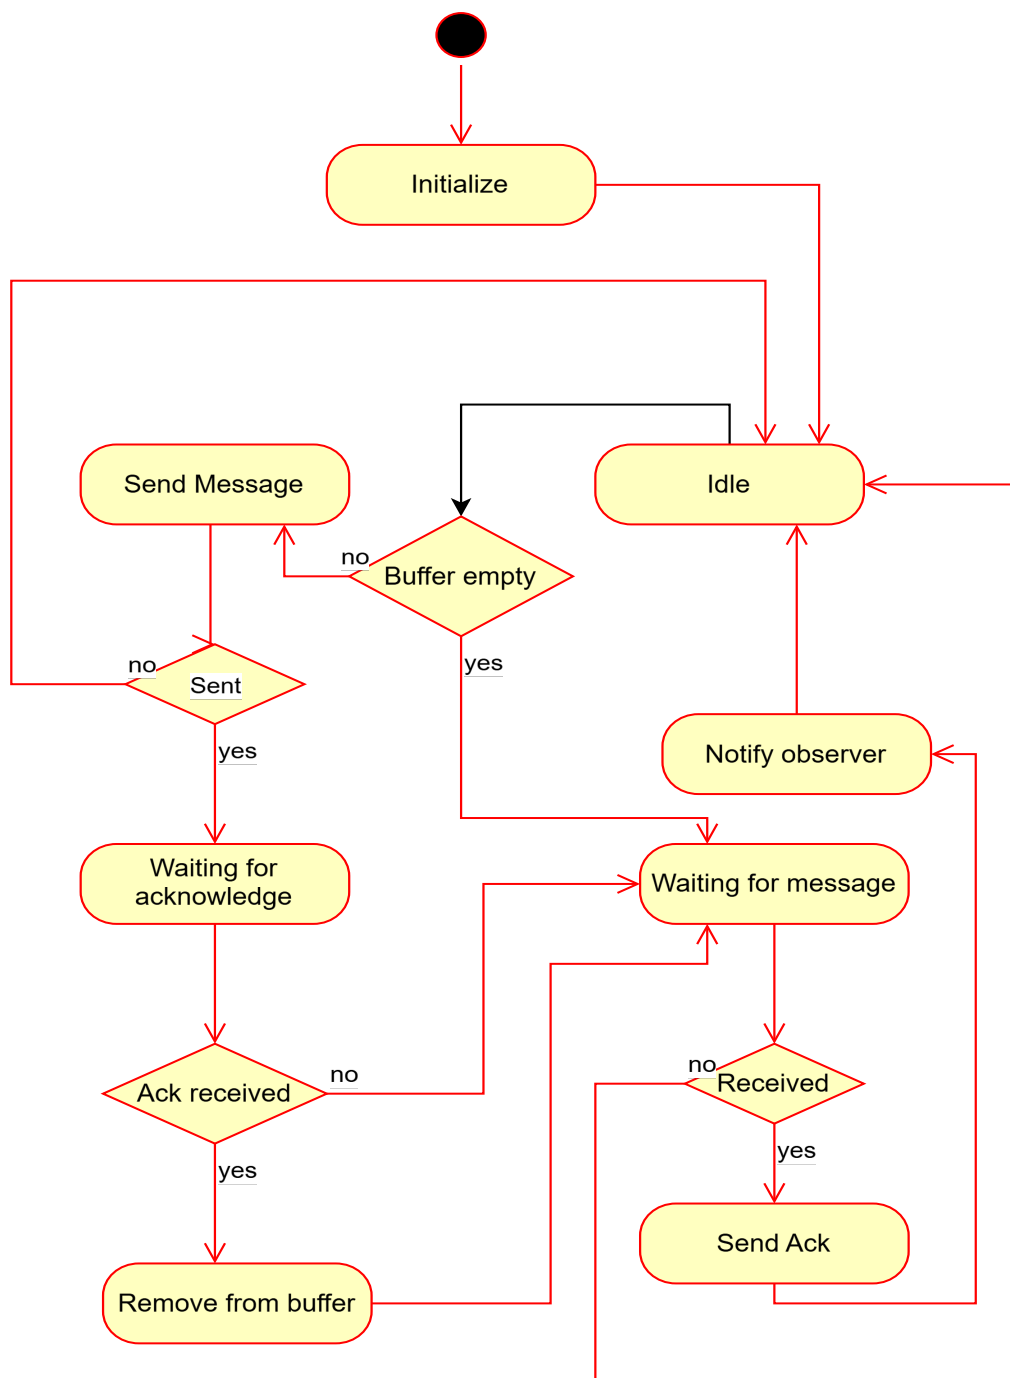 Initialize
Send Message
Idle
no
Buffer empty
no
Sent
yes
yes
Notify observer
Waiting for
acknowledge
Waiting for message
Ack received
no
no
Received
yes
yes
Send Ack
Remove from buffer